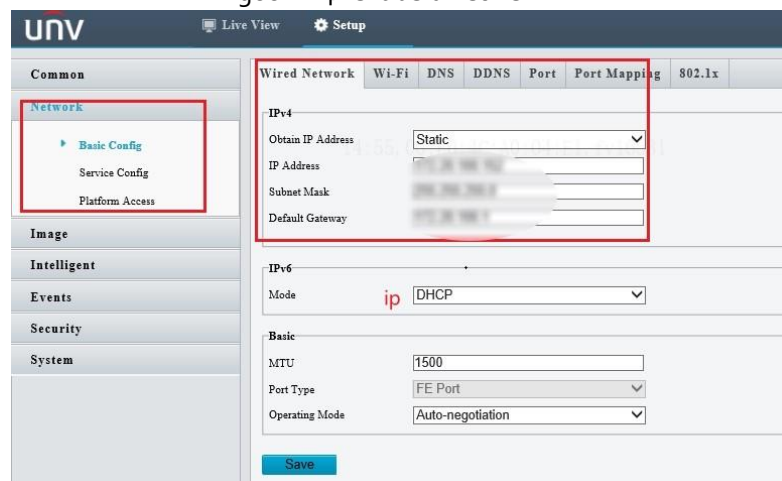 unv Live View Setup
Common
Network
Basic Config
Service Config
Platform Access
Image
Intelligent
Events
Security
System
Wired Network Wi-Fi DNS DDNS Port Port Mapping 802.1x
IPv4
Obtain IP Address Static
IP Address
Subnet Mask
Default Gateway
IPv6
Mode ip DHCP
Basic
MTU 1500
Port Type FE Port
Operating Mode Auto-negotiation
Save